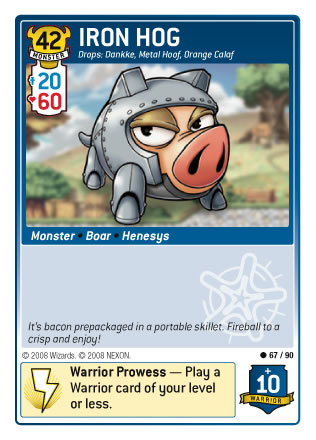 42
MONSTER
IRON HOG
Drops: Dankke, Metal Hoof, Orange Calaf
20
60
Monster • Boar • Henesys
It's bacon prepackaged in a portable skillet. Fireball to a
crisp and enjoy!
© 2008 Wizards. © 2008 NEXON.
● 67 / 90
Warrior Prowess — Play a
Warrior card of your level
or less.
+
10
WARRIOR